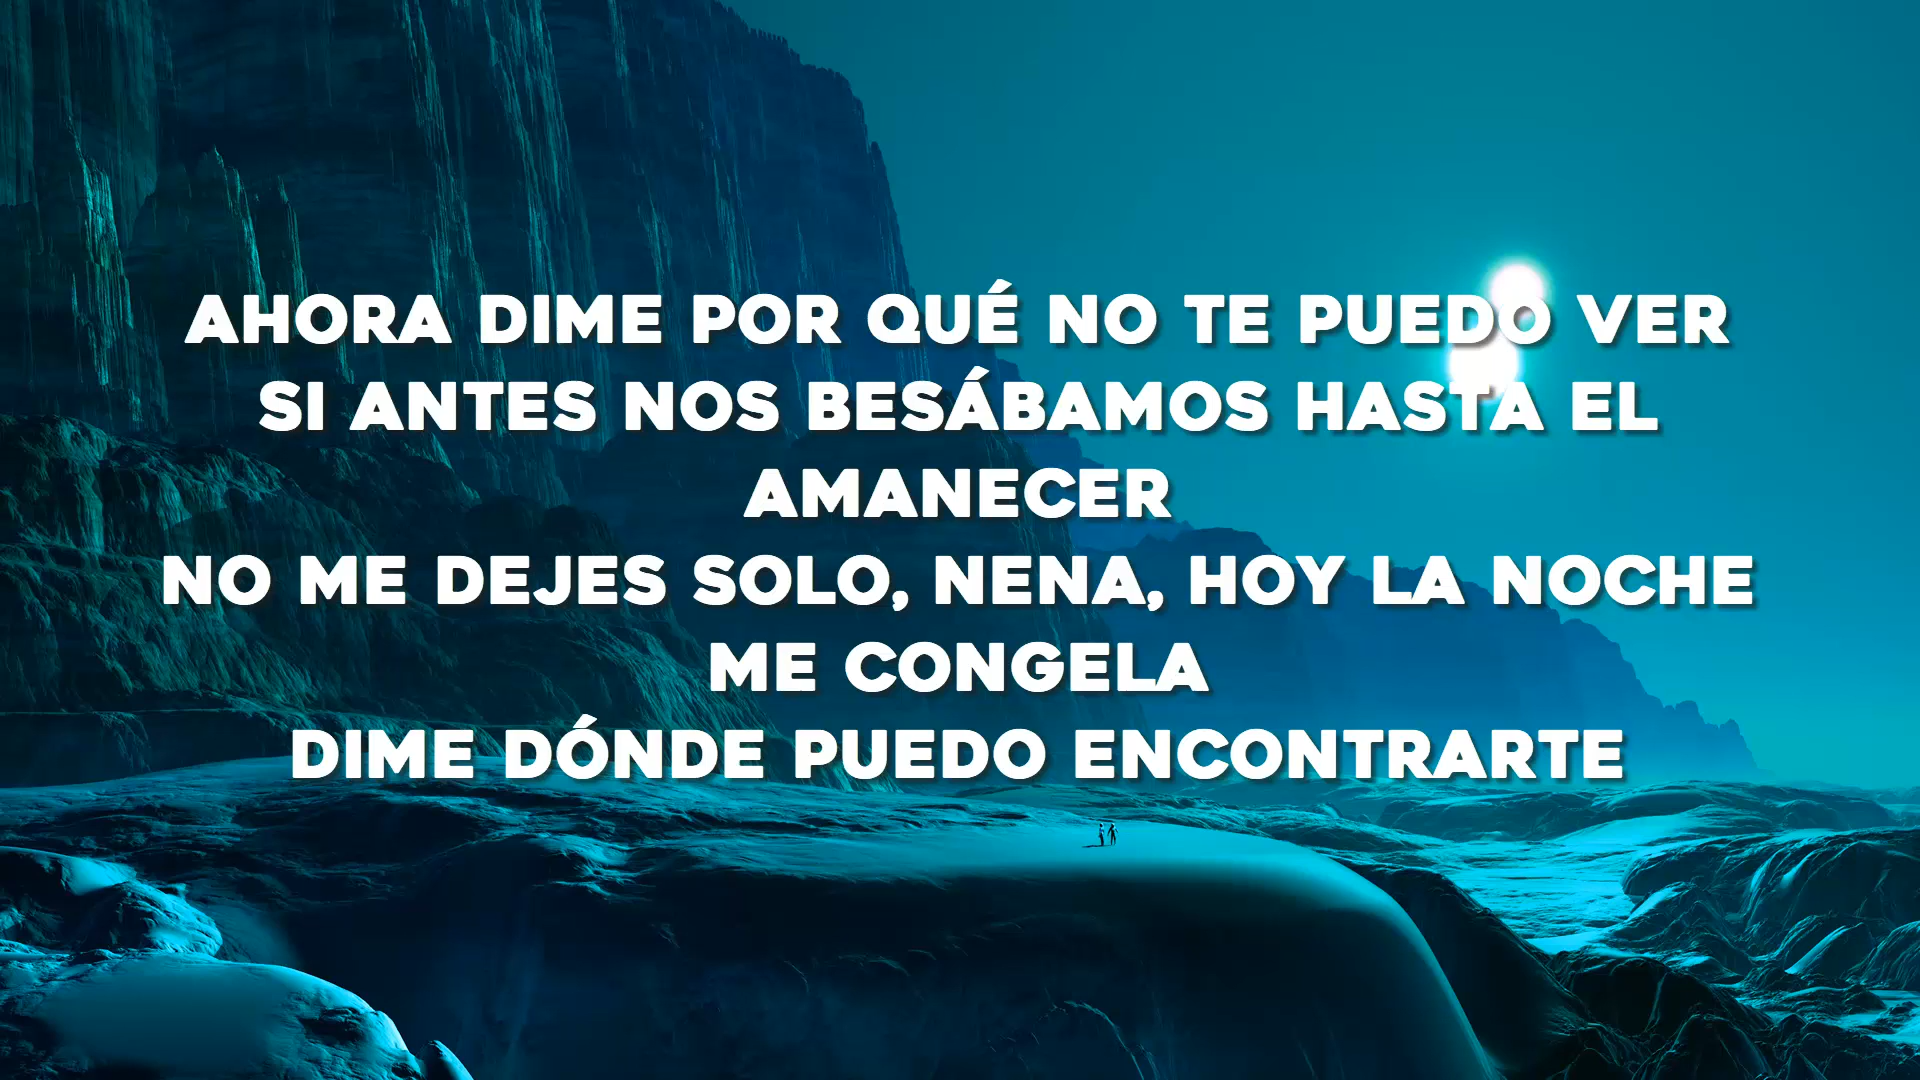 AHORA DIME POR QUÉ NO TE PUEDO VER
SI ANTES NOS BESÁBAMOS HASTA EL
AMANECER
NO ME DEJES SOLO, NENA, HOY LA NOCHE
ME CONGELA
DIME DÓNDE PUEDO ENCONTRARTE